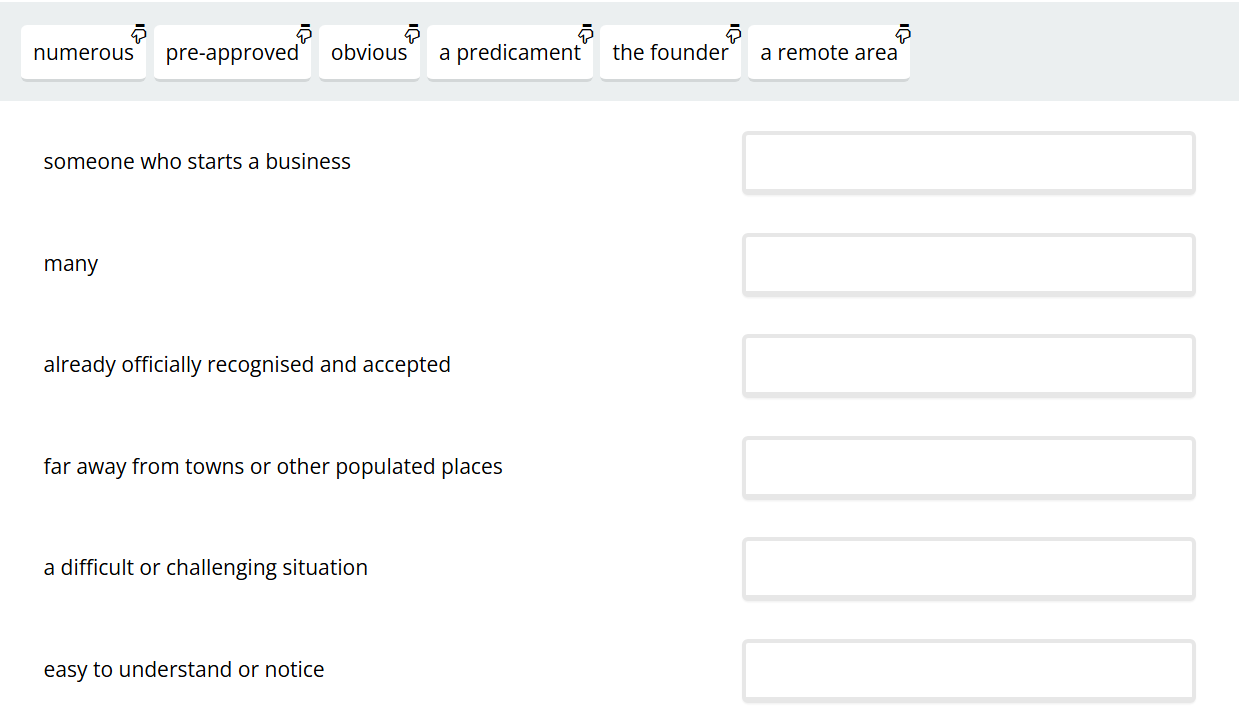 numerous pre-approved obvious a predicament the founder a remote area
someone who starts a business
many
already officially recognised and accepted
far away from towns or other populated places
a difficult or challenging situation
easy to understand or notice